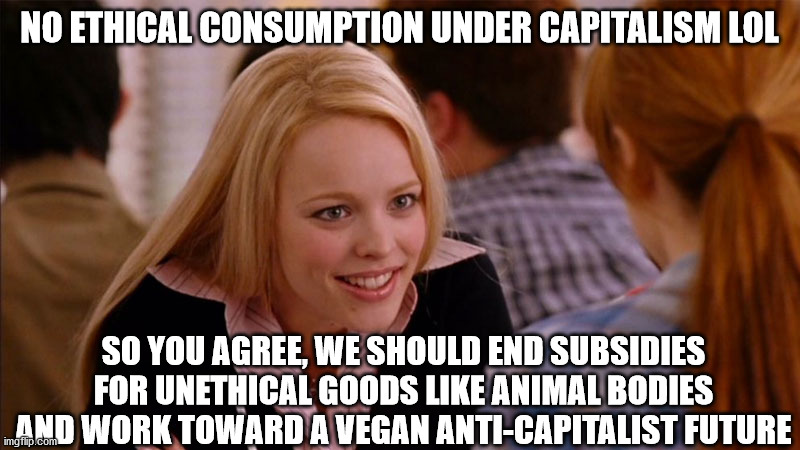 NO ETHICAL CONSUMPTION UNDER CAPITALISM LOL
SO YOU AGREE, WE SHOULD END SUBSIDIES
FOR UNETHICAL GOODS LIKE ANIMAL BODIES
AND WORK TOWARD A VEGAN ANTI-CAPITALIST FUTURE
imgflip.com